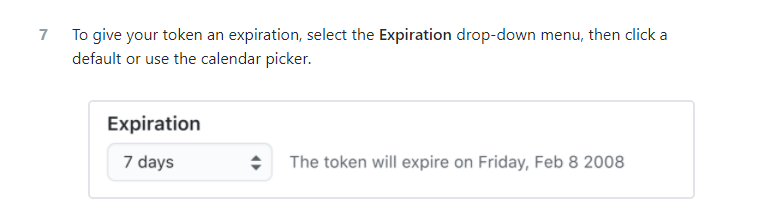 7 To give your token an expiration, select the Expiration drop-down menu, then click a
default or use the calendar picker.
Expiration
7 days The token will expire on Friday, Feb 8 2008